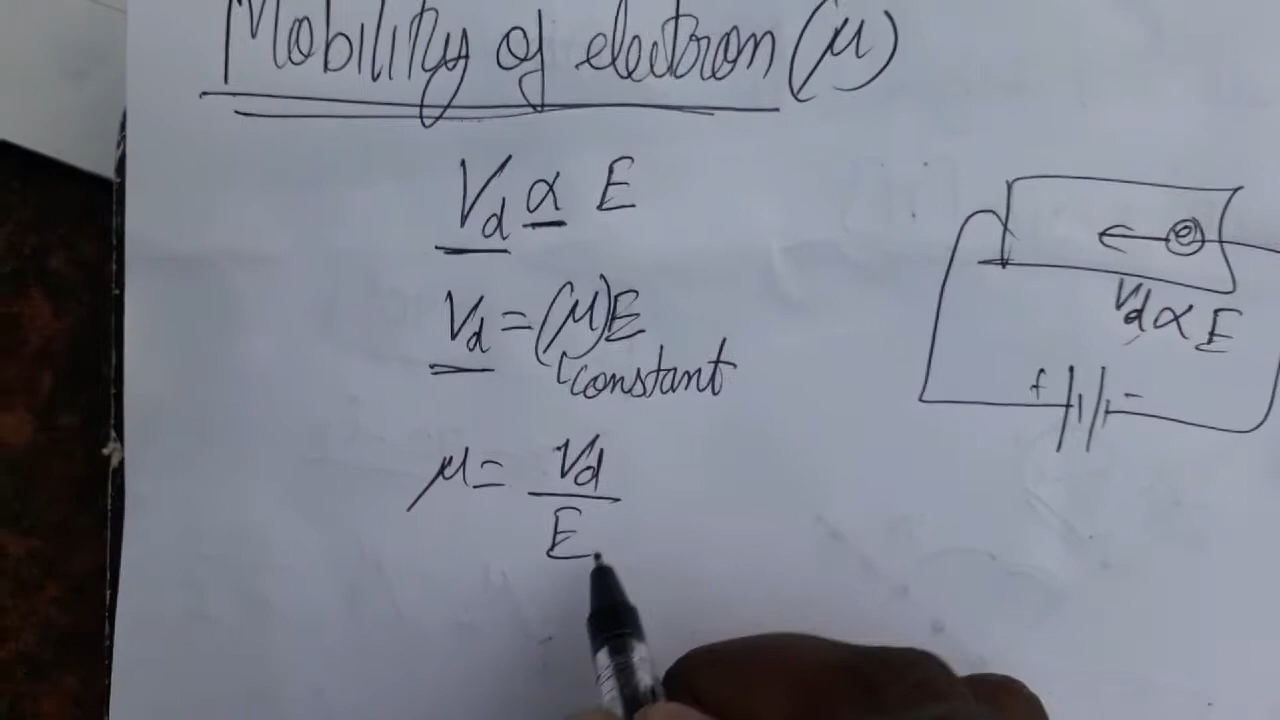 Mobility of electron (μ)
Vd α E
Vd = (μ)E
constant
μ = Vd / E
e
Vd α E
+ -